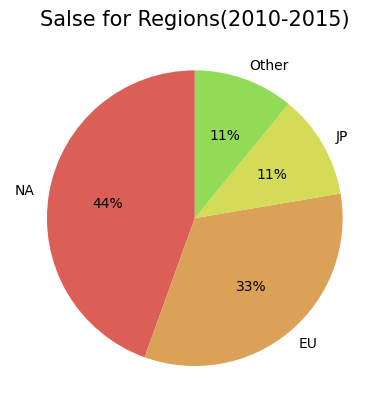 Salse for Regions(2010-2015)
Other
11%
JP
11%
NA
44%
33%
EU